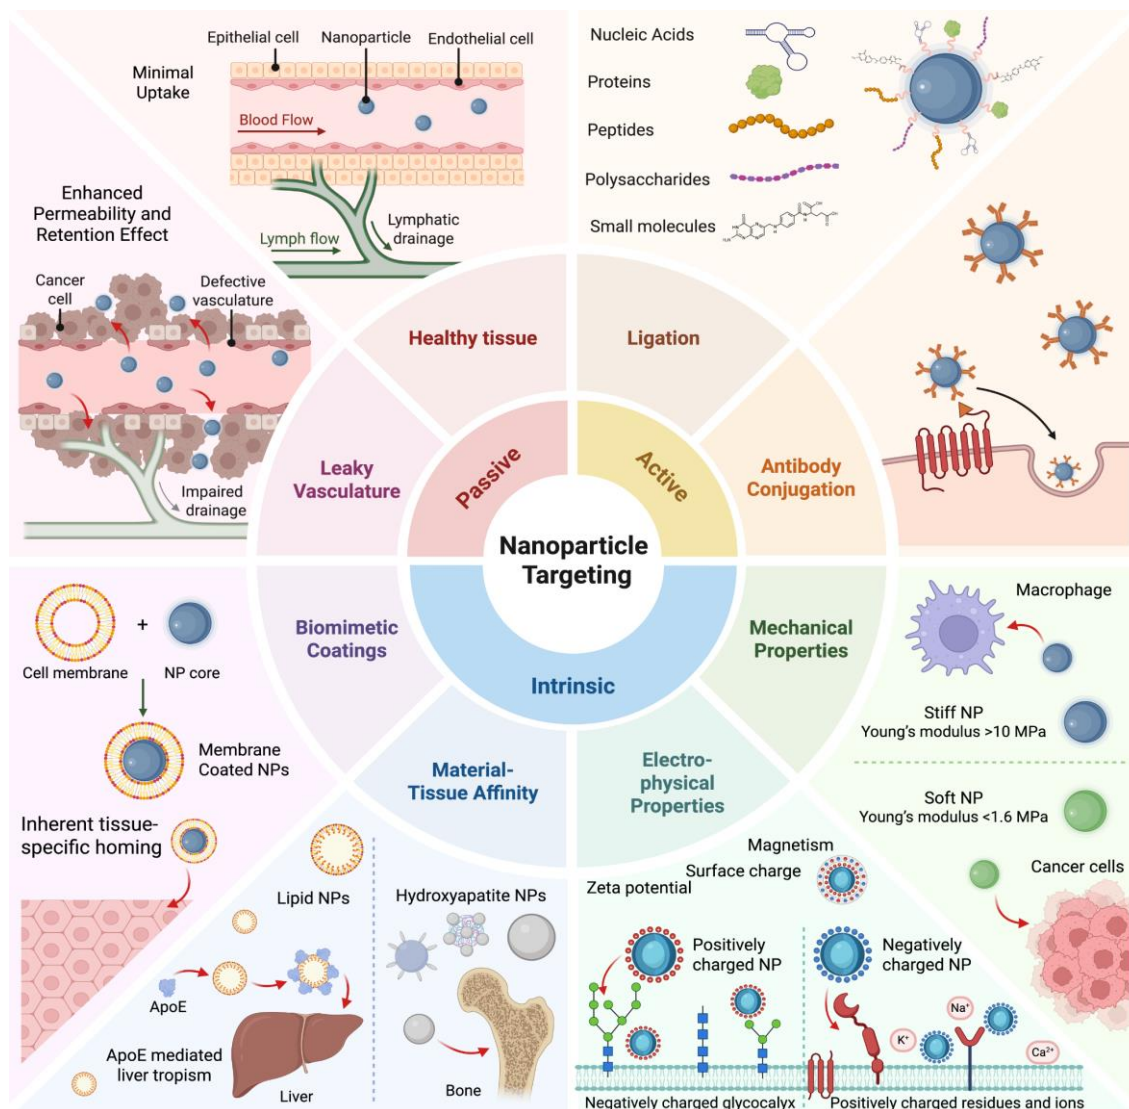 Epithelial cell
Nanoparticle
Endothelial cell
Minimal
Uptake
Blood Flow
Lymph flow
Lymphatic
drainage
Nucleic Acids
Proteins
Peptides
Polysaccharides
Small molecules
Enhanced
Permeability and
Retention Effect
Cancer
cell
Defective
vasculature
Impaired
drainage
Healthy tissue
Ligation
Leaky
Vasculature
Passive
Active
Antibody
Conjugation
Nanoparticle
Targeting
Biomimetic
Coatings
Intrinsic
Mechanical
Properties
Material-
Tissue Affinity
Electro-
physical
Properties
Cell membrane
+
NP core
Membrane
Coated NPs
Inherent tissue-
specific homing
Macrophage
Stiff NP
Young's modulus >10 MPa
Soft NP
Young's modulus <1.6 MPa
Cancer cells
Lipid NPs
ApoE
ApoE mediated
liver tropism
Liver
Hydroxyapatite NPs
Bone
Magnetism
Surface charge
Zeta potential
Positively
charged NP
Negatively
charged NP
K⁺
Na⁺
Ca²⁺
Negatively charged glycocalyx
Positively charged residues and ions